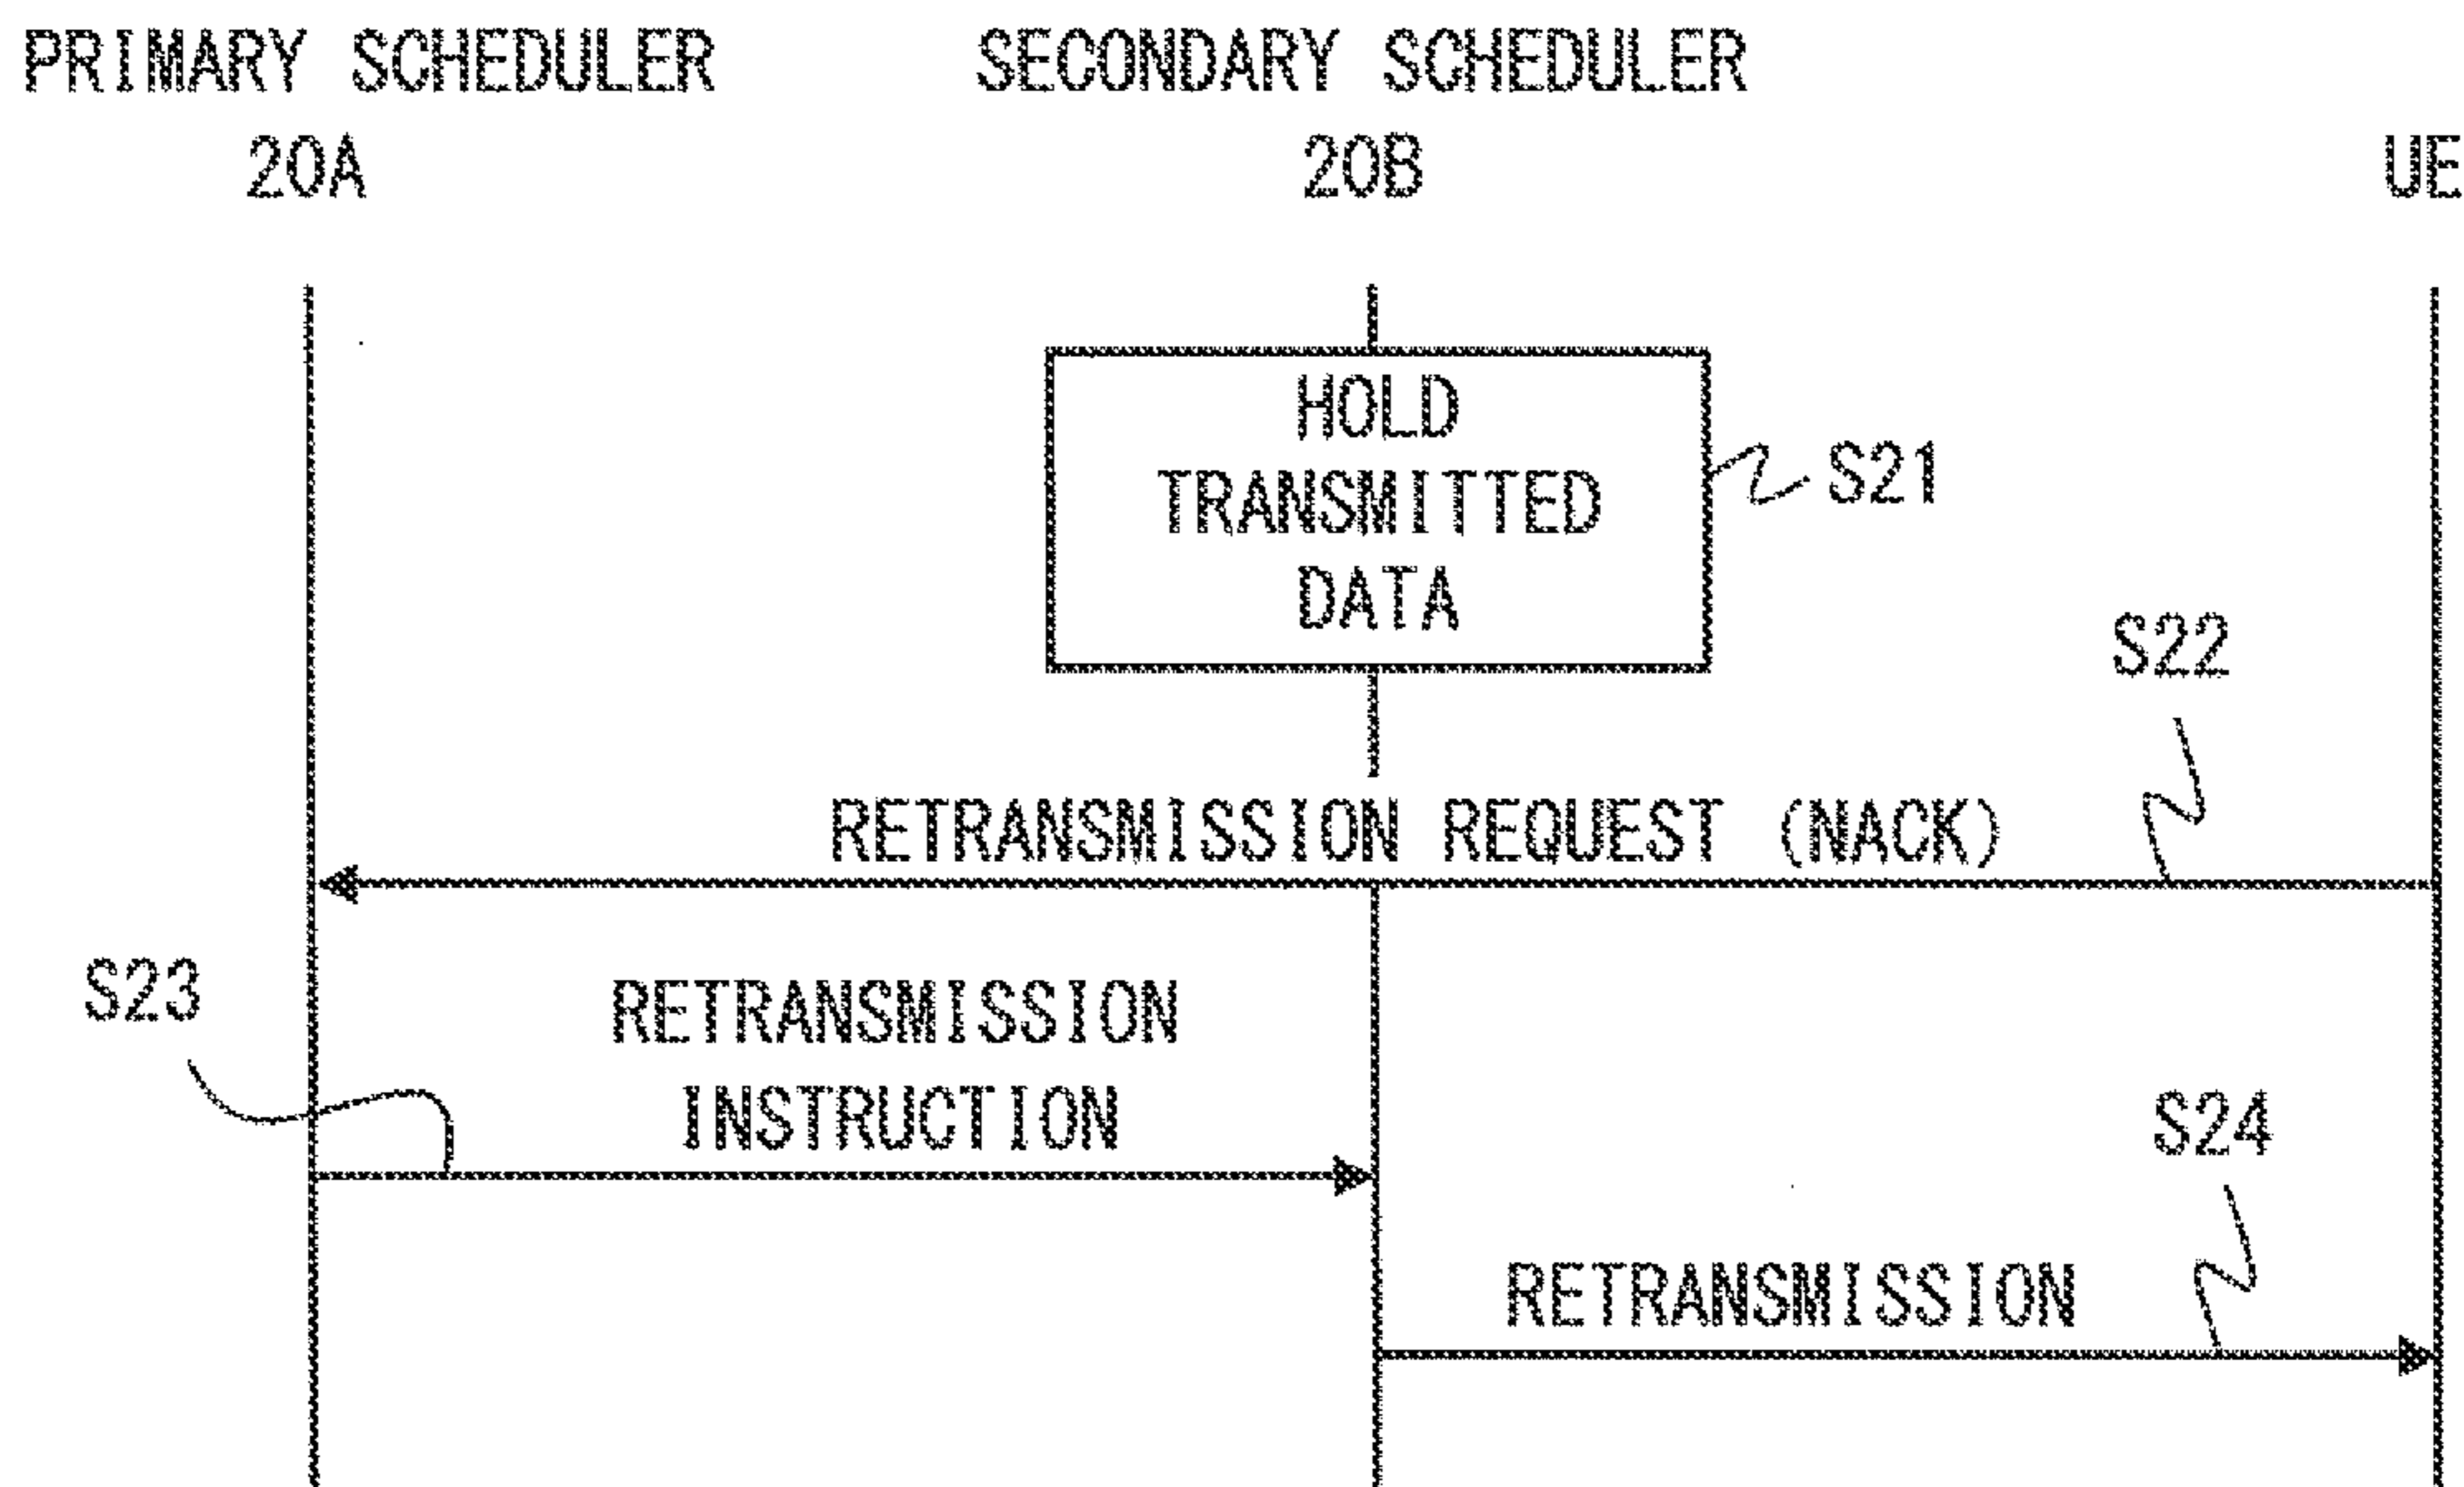 PRIMARY SCHEDULER
20A
SECONDARY SCHEDULER
20B
UE
HOLD
TRANSMITTED
DATA
S21
S22
RETRANSMISSION REQUEST (NACK)
S23
RETRANSMISSION
INSTRUCTION
S24
RETRANSMISSION